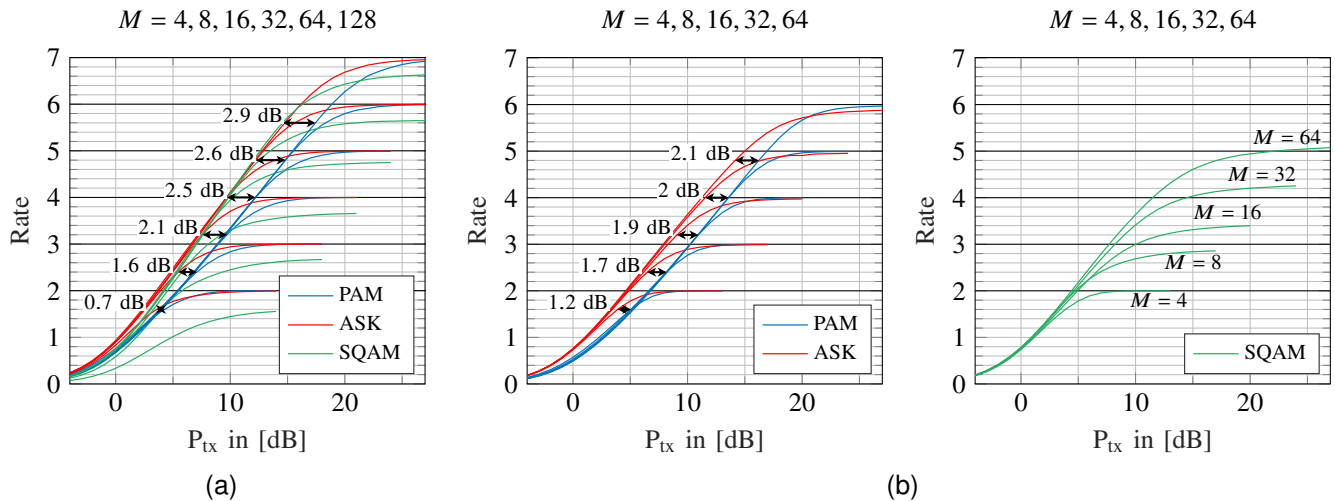 M = 4, 8, 16, 32, 64, 128
7
6
5
4
3
2
1
0
Rate
2.9 dB
2.6 dB
2.5 dB
2.1 dB
1.6 dB
0.7 dB
PAM
ASK
SQAM
0 10 20
Ptx in [dB]
(a)
M = 4, 8, 16, 32, 64
7
6
5
4
3
2
1
0
Rate
2.1 dB
2 dB
1.9 dB
1.7 dB
1.2 dB
PAM
ASK
0 10 20
Ptx in [dB]
M = 4, 8, 16, 32, 64
7
6
5
4
3
2
1
0
Rate
M = 64
M = 32
M = 16
M = 8
M = 4
SQAM
0 10 20
Ptx in [dB]
(b)